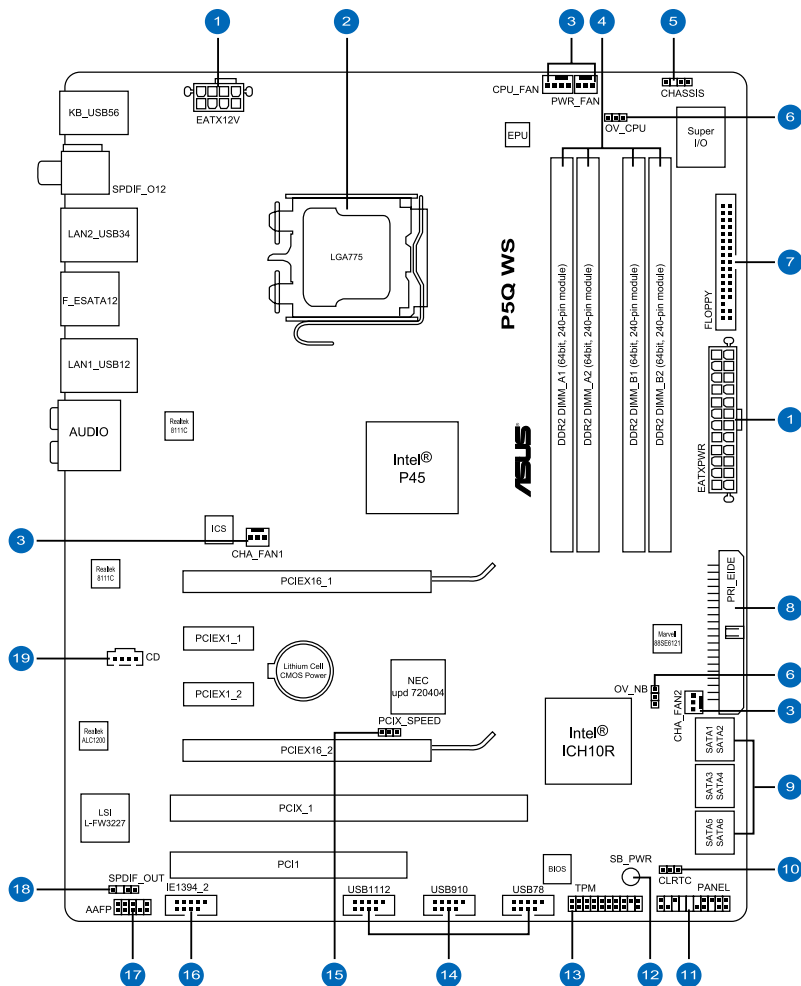 1
2
3
4
5
KB_USB56
EATX12V
CPU_FAN
PWR_FAN
CHASSIS
OV_CPU
6
EPU
Super
I/O
SPDIF_O12
LAN2_USB34
LGA775
P5Q WS
DDR2 DIMM_A1 (64bit, 240-pin module)
DDR2 DIMM_A2 (64bit, 240-pin module)
DDR2 DIMM_B1 (64bit, 240-pin module)
DDR2 DIMM_B2 (64bit, 240-pin module)
FLOPPY
7
F_ESATA12
LAN1_USB12
AUDIO
Realtek
8111C
Intel®
P45
ASUS
EATXPWR
1
3
ICS
CHA_FAN1
Realtek
8111C
PCIEX16_1
PRI_EIDE
8
19
CD
PCIEX1_1
Lithium Cell
CMOS Power
PCIEX1_2
NEC
upd 720404
Marvell
88SE6121
6
OV_NB
CHA_FAN2
3
Realtek
ALC1200
PCIX_SPEED
PCIEX16_2
Intel®
ICH10R
SATA1
SATA2
SATA3
SATA4
SATA5
SATA6
9
LSI
L-FW3227
PCIX_1
PCI1
BIOS
SB_PWR
CLRTC
10
18
SPDIF_OUT
AAFP
IE1394_2
USB1112
USB910
USB78
TPM
PANEL
17
16
15
14
13
12
11